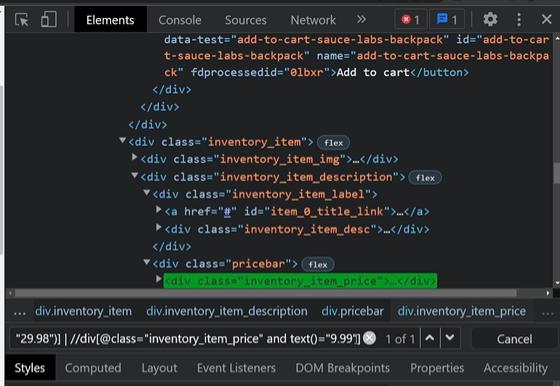 Elements Console Sources Network » 1 1
data-test="add-to-cart-sauce-labs-backpack" id="add-to-car
t-sauce-labs-backpack" name="add-to-cart-sauce-labs-backpa
ck" fdprocessedid="0lbxr">Add to cart</button>
</div>
</div>
</div>
<div class="inventory_item"> flex
<div class="inventory_item_img">…</div>
<div class="inventory_item_description"> flex
<div class="inventory_item_label">
<a href="#" id="item_0_title_link">…</a>
<div class="inventory_item_desc">…</div>
</div>
<div class="pricebar"> flex
<div class="inventory_item_price">…</div>
… div.inventory_item div.inventory_item_description div.pricebar div.inventory_item_price …
"29.98")] | //div[@class="inventory_item_price" and text()="9.99"] 1 of 1 Cancel
Styles Computed Layout Event Listeners DOM Breakpoints Properties Accessibility